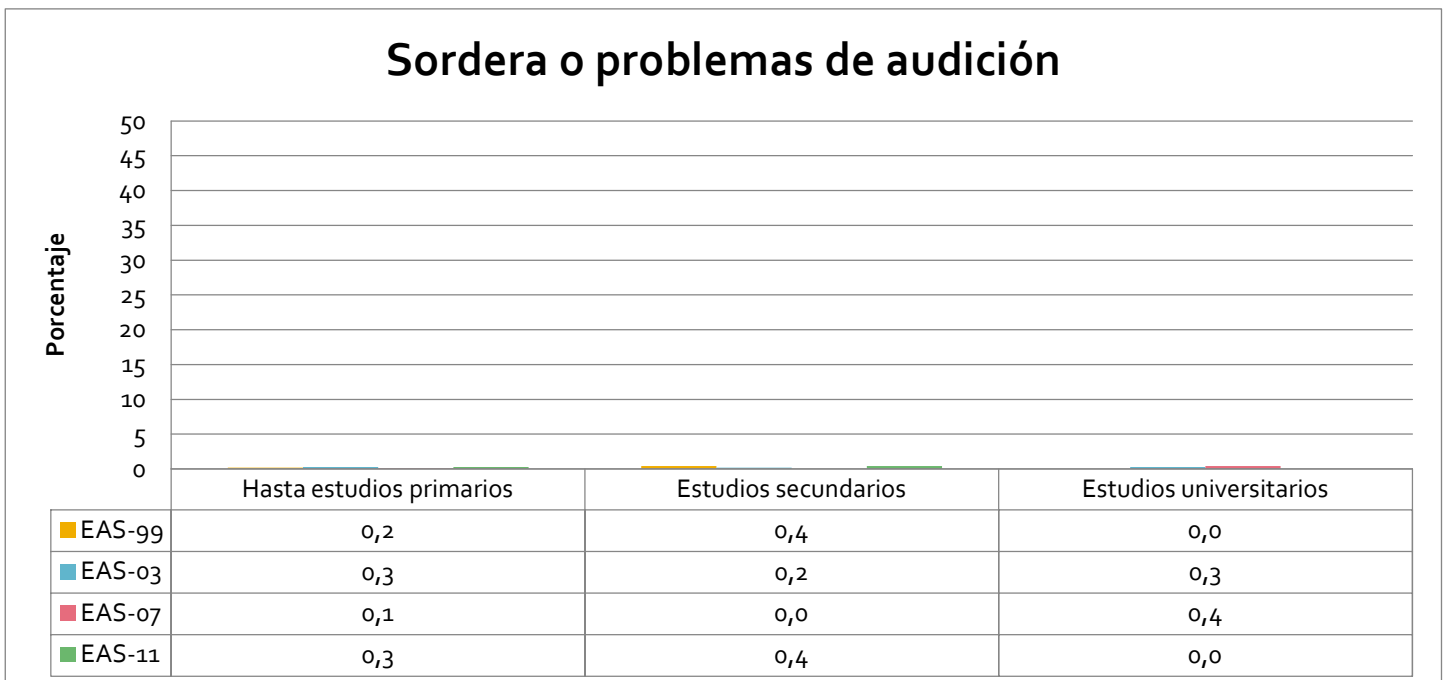 Sordera o problemas de audición
Porcentaje
50
45
40
35
30
25
20
15
10
5
0
Hasta estudios primarios Estudios secundarios Estudios universitarios
EAS-99 0,2 0,4 0,0
EAS-03 0,3 0,2 0,3
EAS-07 0,1 0,0 0,4
EAS-11 0,3 0,4 0,0